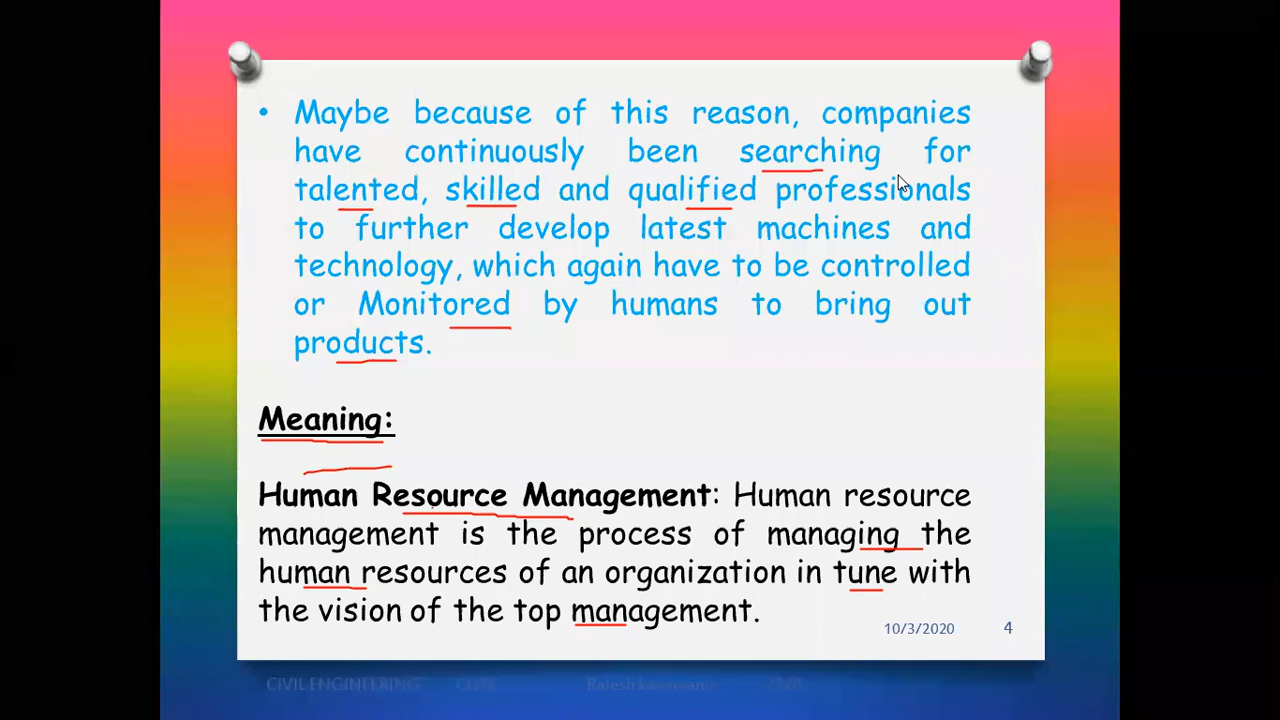 • Maybe because of this reason, companies
have continuously been searching for
talented, skilled and qualified professionals
to further develop latest machines and
technology, which again have to be controlled
or Monitored by humans to bring out
products.
Meaning:
Human Resource Management: Human resource
management is the process of managing the
human resources of an organization in tune with
the vision of the top management.
10/3/2020 4
CIVIL ENGINEERING